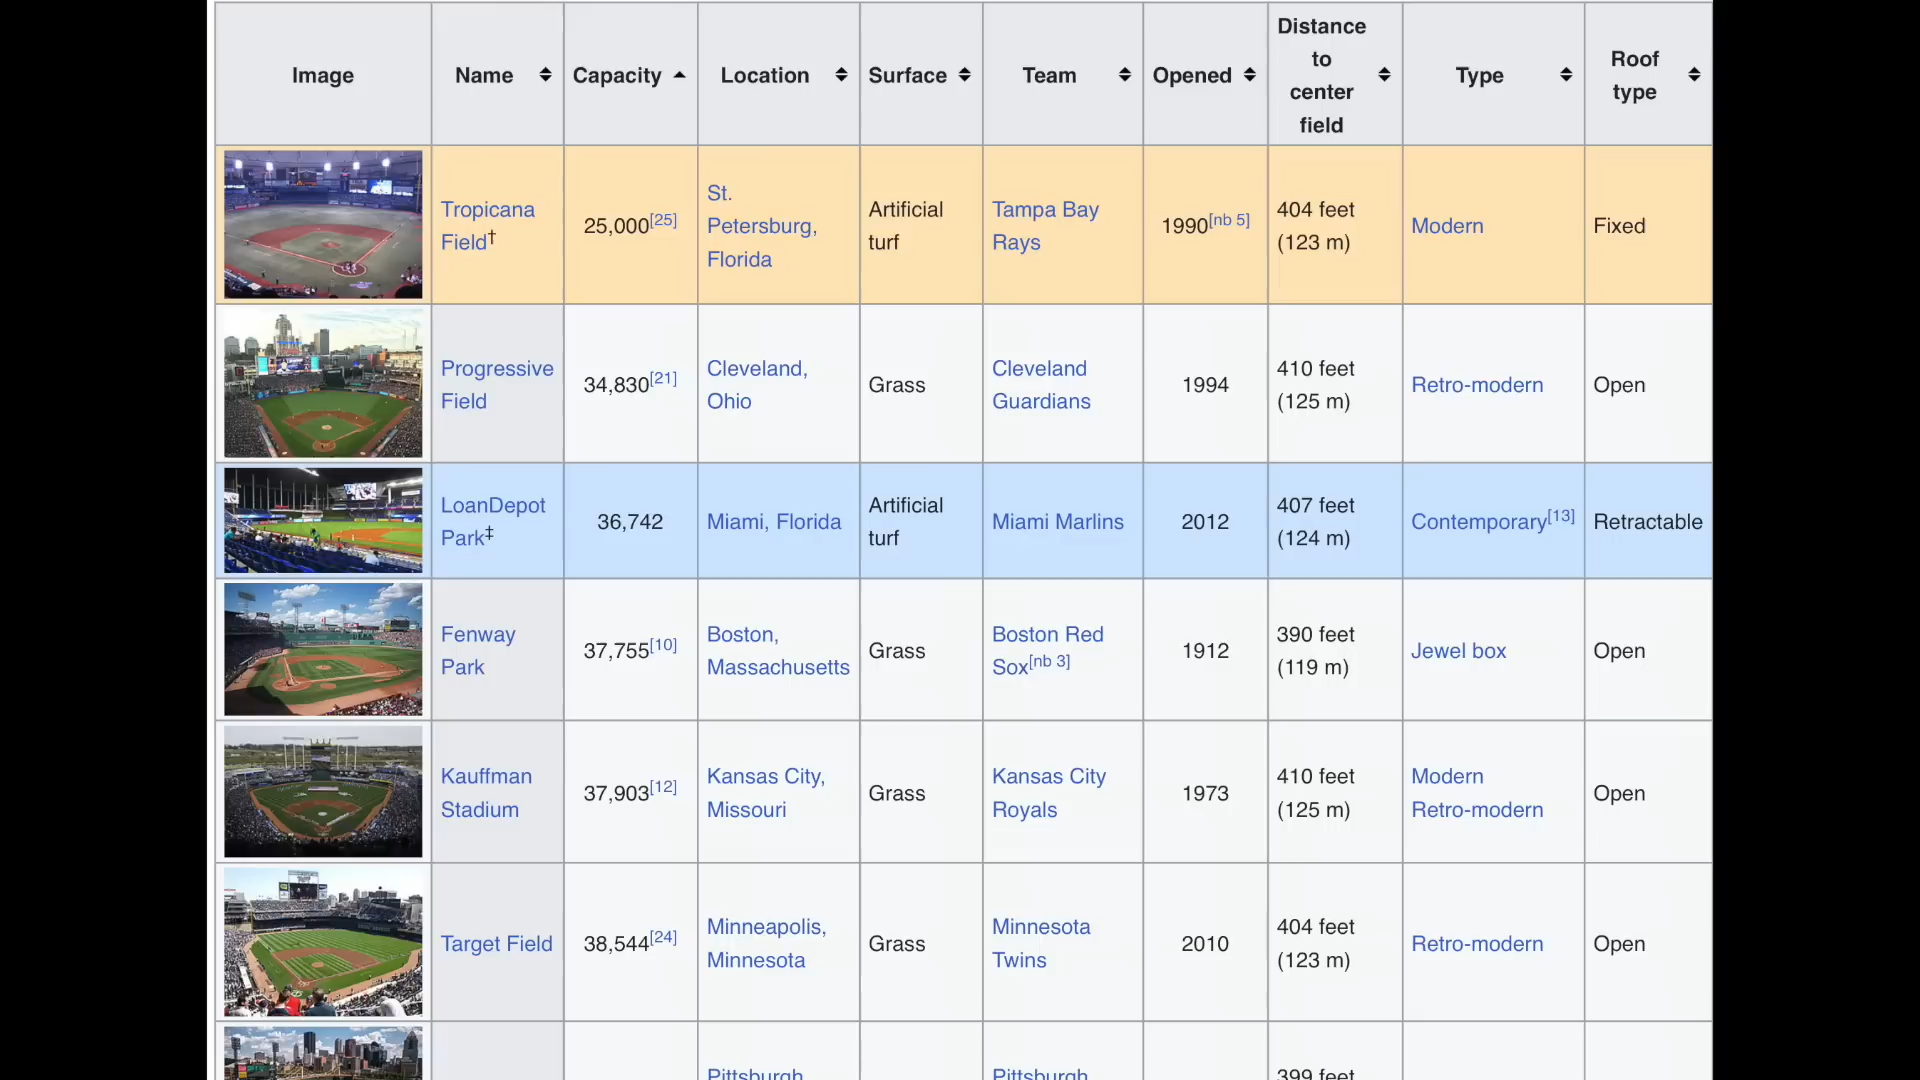 Image
Name
Capacity
Location
Surface
Team
Opened
Distance
to
center
field
Type
Roof
type
Tropicana
Field†
25,000[25]
St.
Petersburg,
Florida
Artificial
turf
Tampa Bay
Rays
1990[nb 5]
404 feet
(123 m)
Modern
Fixed
Progressive
Field
34,830[21]
Cleveland,
Ohio
Grass
Cleveland
Guardians
1994
410 feet
(125 m)
Retro-modern
Open
LoanDepot
Park‡
36,742
Miami, Florida
Artificial
turf
Miami Marlins
2012
407 feet
(124 m)
Contemporary[13]
Retractable
Fenway
Park
37,755[10]
Boston,
Massachusetts
Grass
Boston Red
Sox[nb 3]
1912
390 feet
(119 m)
Jewel box
Open
Kauffman
Stadium
37,903[12]
Kansas City,
Missouri
Grass
Kansas City
Royals
1973
410 feet
(125 m)
Modern
Retro-modern
Open
Target Field
38,544[24]
Minneapolis,
Minnesota
Grass
Minnesota
Twins
2010
404 feet
(123 m)
Retro-modern
Open
Pittsburgh
Pittsburgh
399 feet